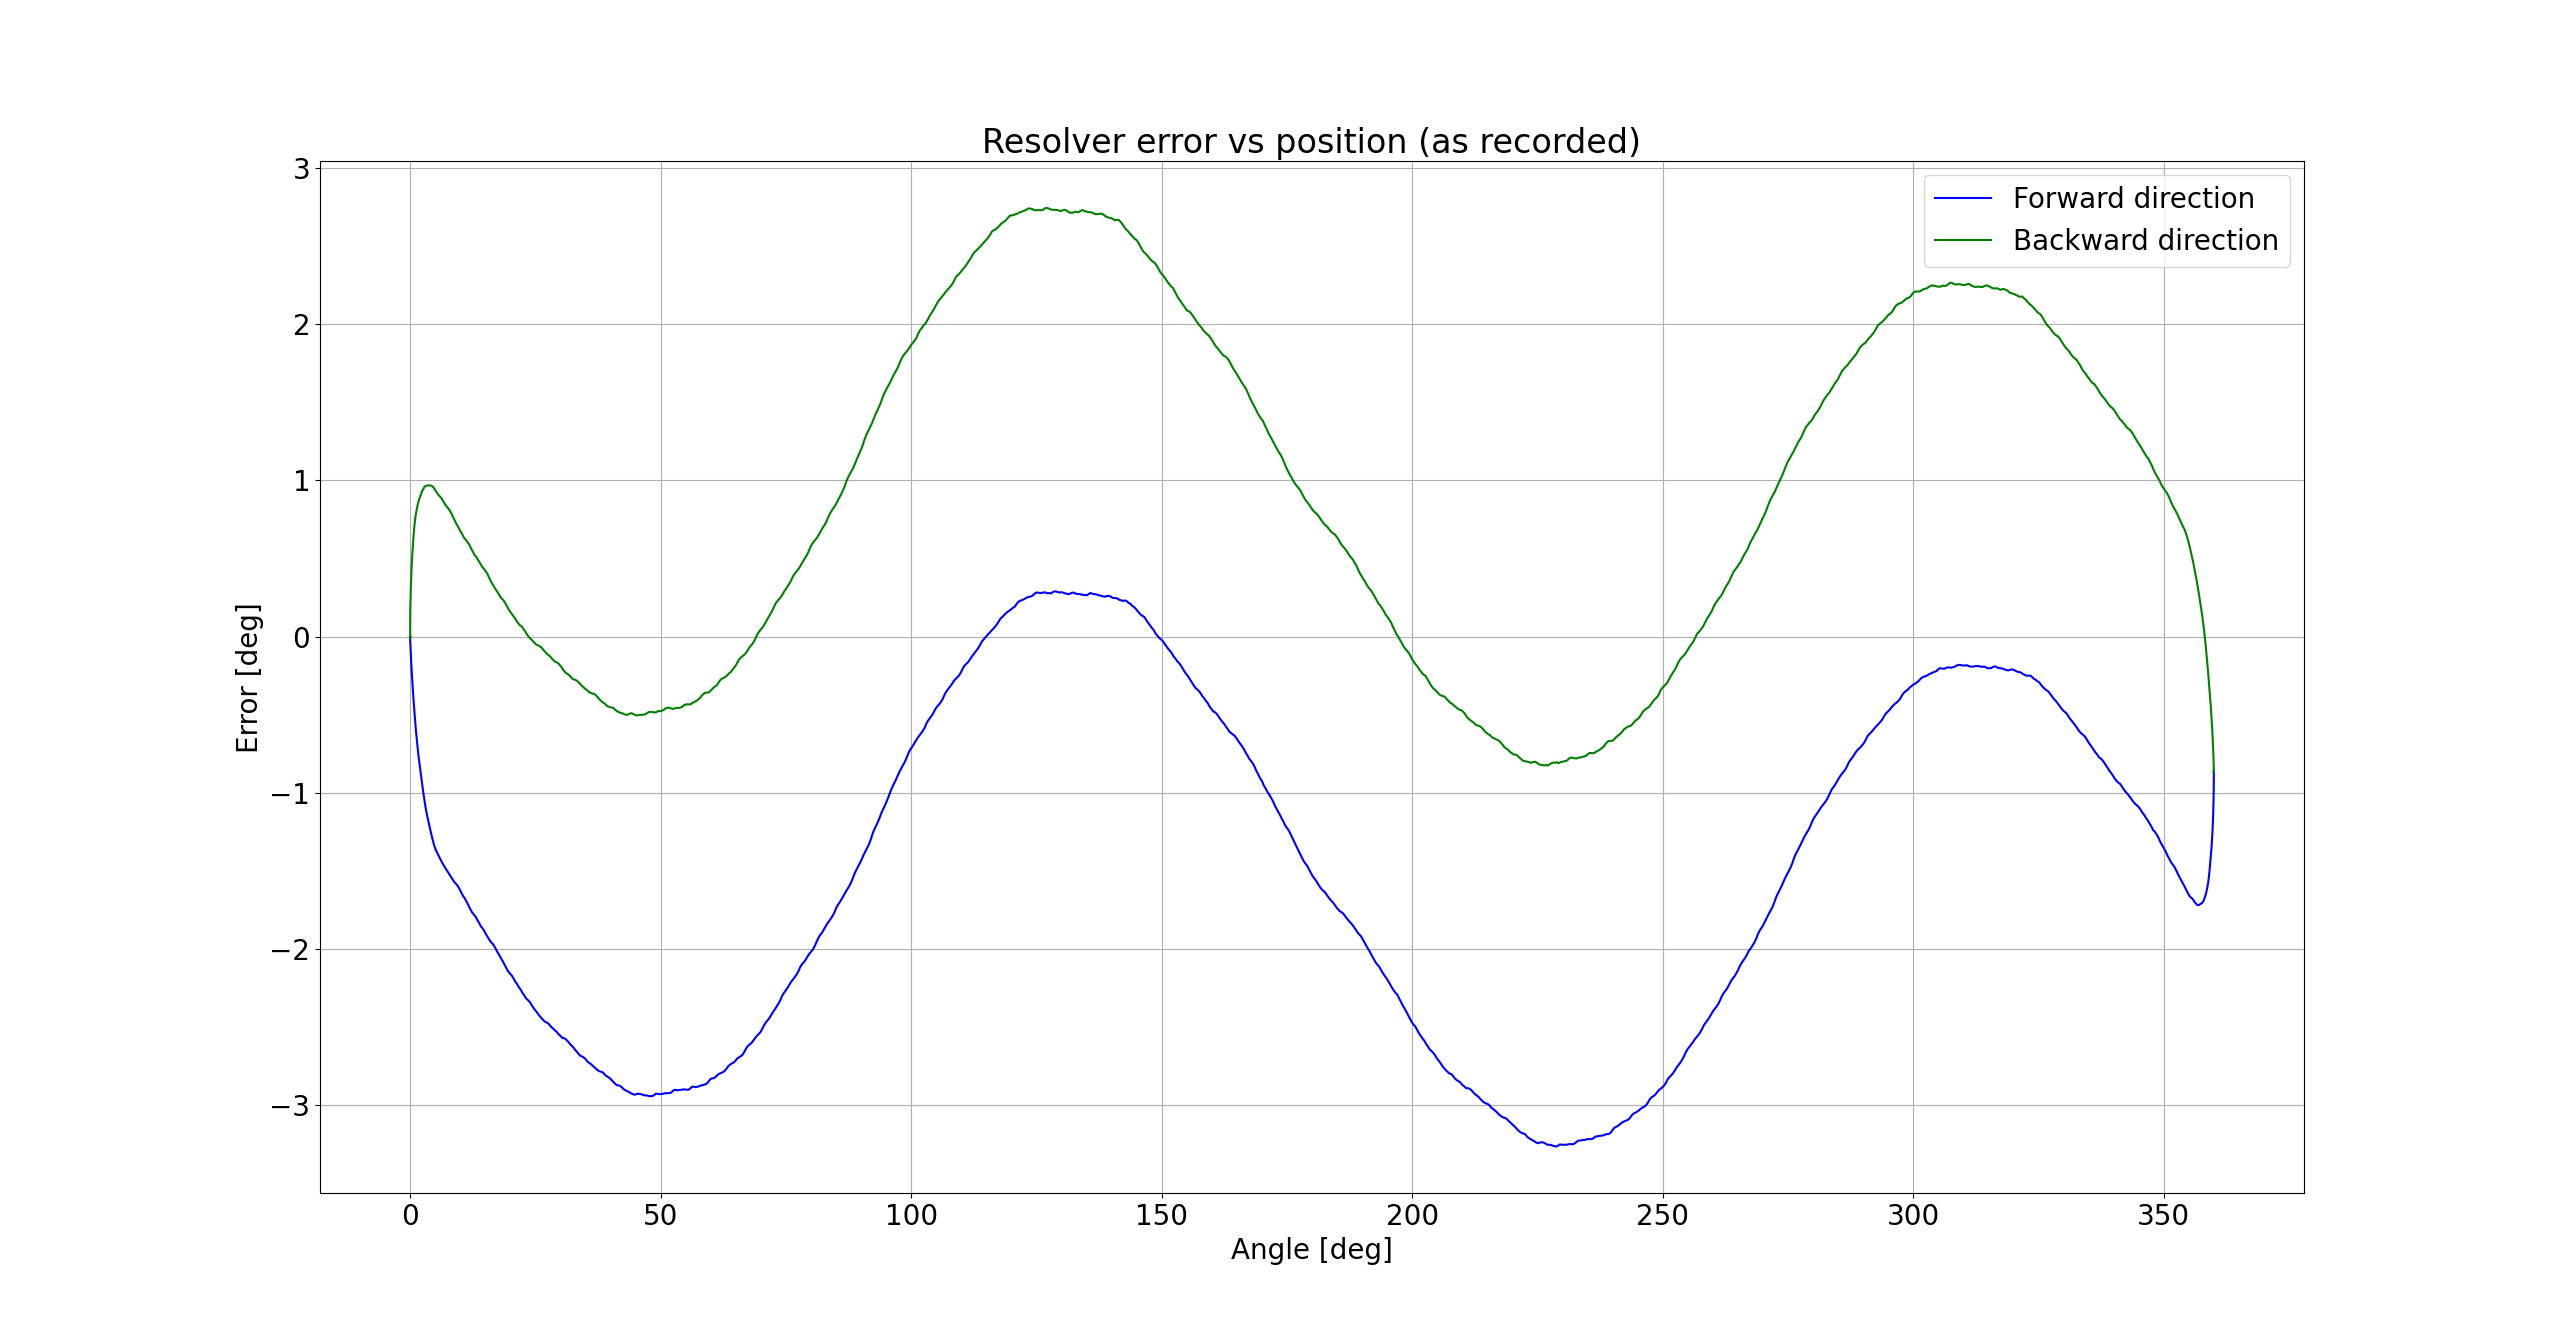 Resolver error vs position (as recorded)
Forward direction
Backward direction
Error [deg]
3
2
1
0
−1
−2
−3
0 50 100 150 200 250 300 350
Angle [deg]